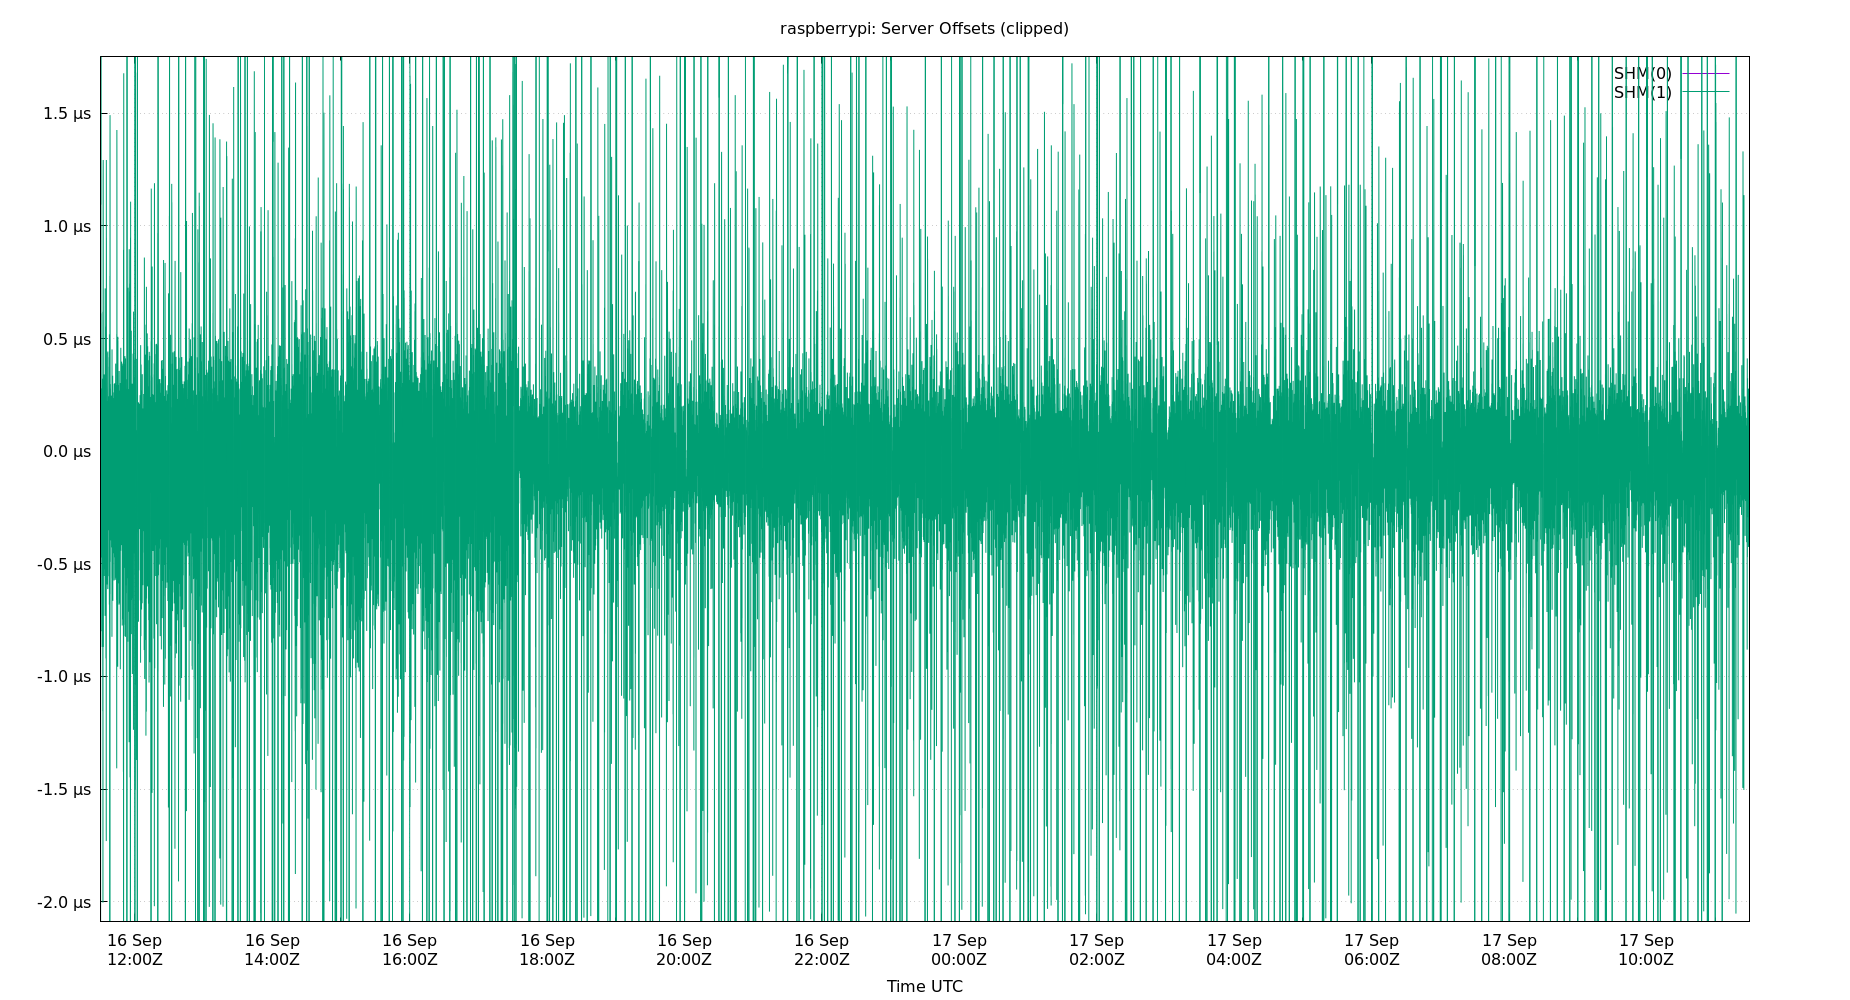 raspberrypi: Server Offsets (clipped)
SHM(0)
SHM(1)
1.5 µs
1.0 µs
0.5 µs
0.0 µs
-0.5 µs
-1.0 µs
-1.5 µs
-2.0 µs
16 Sep 16 Sep 16 Sep 16 Sep 16 Sep 16 Sep 17 Sep 17 Sep 17 Sep 17 Sep 17 Sep 17 Sep
12:00Z 14:00Z 16:00Z 18:00Z 20:00Z 22:00Z 00:00Z 02:00Z 04:00Z 06:00Z 08:00Z 10:00Z
Time UTC